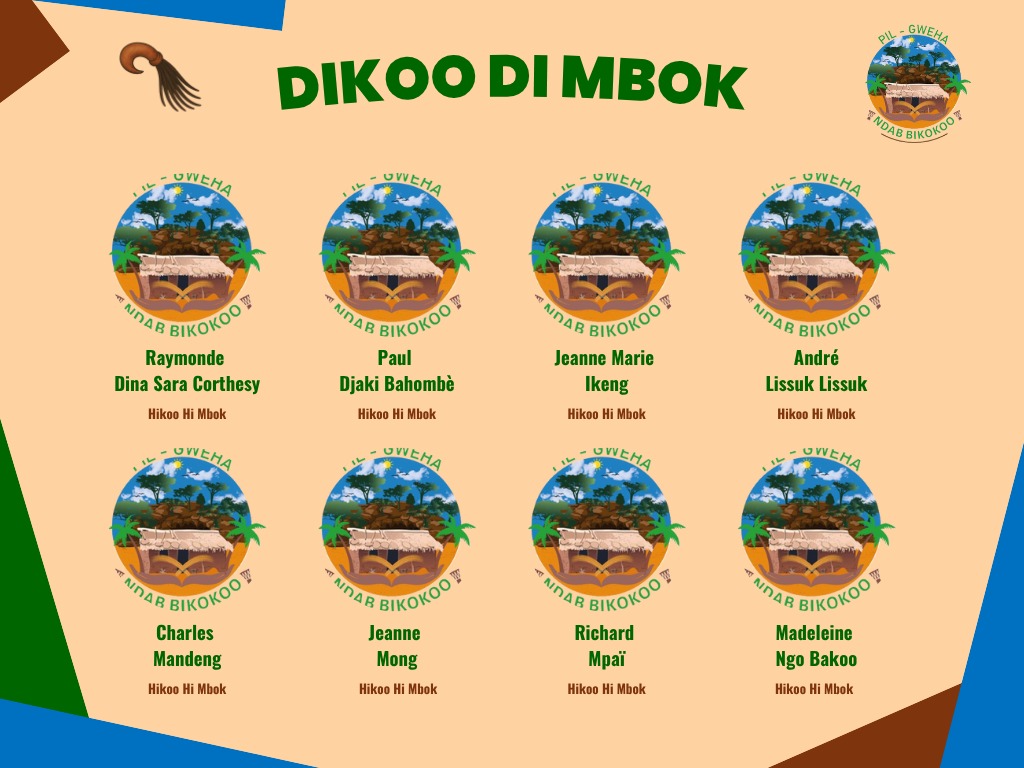 DIKOO DI MBOK
PIL - GWEHA
NDAB BIKOKOO
PIL - GWEHA
NDAB BIKOKOO
Raymonde
Dina Sara Corthesy
Hikoo Hi Mbok
PIL - GWEHA
NDAB BIKOKOO
Paul
Djaki Bahombè
Hikoo Hi Mbok
PIL - GWEHA
NDAB BIKOKOO
Jeanne Marie
Ikeng
Hikoo Hi Mbok
PIL - GWEHA
NDAB BIKOKOO
André
Lissuk Lissuk
Hikoo Hi Mbok
PIL - GWEHA
NDAB BIKOKOO
Charles
Mandeng
Hikoo Hi Mbok
PIL - GWEHA
NDAB BIKOKOO
Jeanne
Mong
Hikoo Hi Mbok
PIL - GWEHA
NDAB BIKOKOO
Richard
Mpaï
Hikoo Hi Mbok
PIL - GWEHA
NDAB BIKOKOO
Madeleine
Ngo Bakoo
Hikoo Hi Mbok